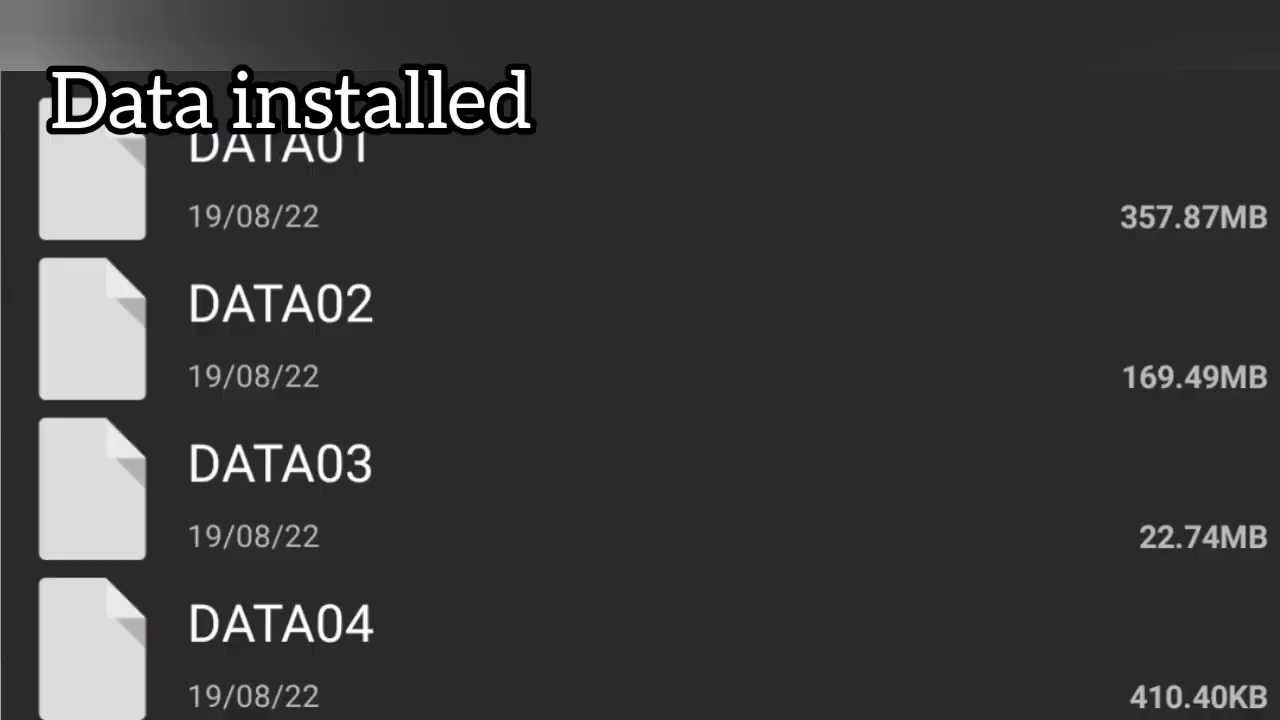 Data installed
DATA01
19/08/22
357.87MB
DATA02
19/08/22
169.49MB
DATA03
19/08/22
22.74MB
DATA04
19/08/22
410.40KB